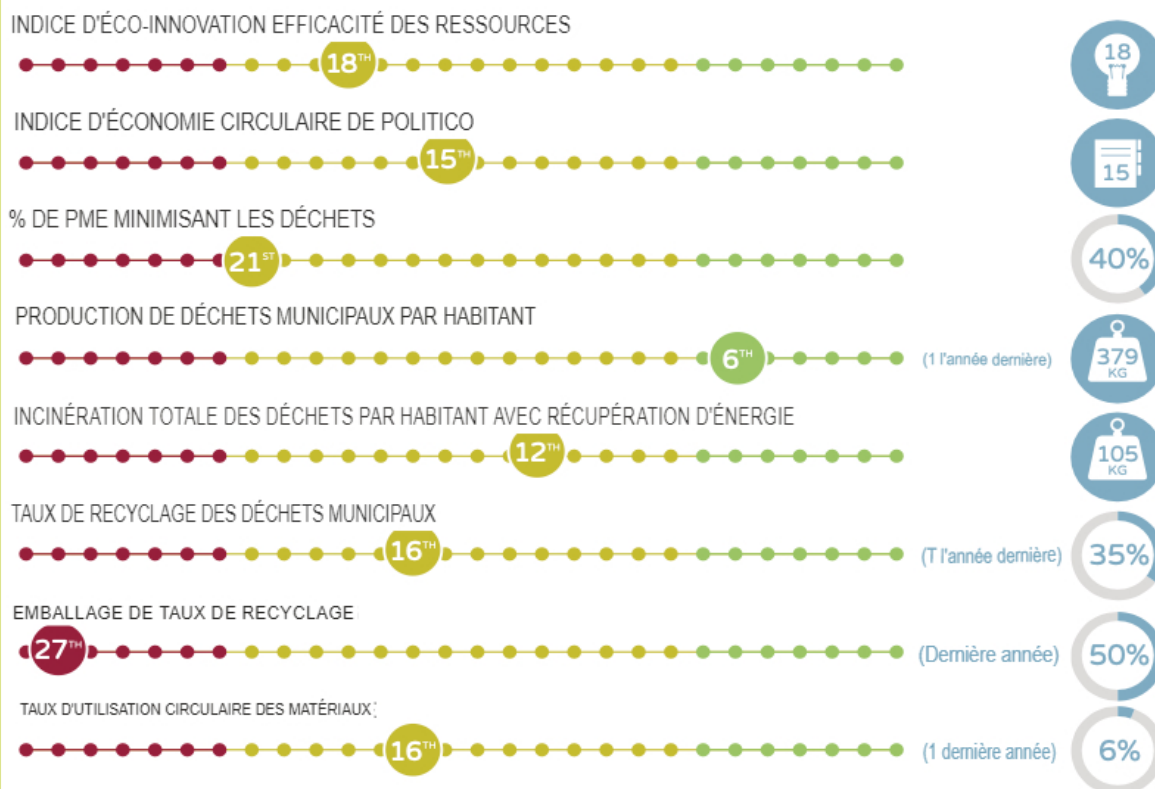 INDICE D'ÉCO-INNOVATION EFFICACITÉ DES RESSOURCES
18TH
18
INDICE D'ÉCONOMIE CIRCULAIRE DE POLITICO
15TH
15
% DE PME MINIMISANT LES DÉCHETS
21ST
40%
PRODUCTION DE DÉCHETS MUNICIPAUX PAR HABITANT
6TH
(1 l'année dernière)
379
KG
INCINÉRATION TOTALE DES DÉCHETS PAR HABITANT AVEC RÉCUPÉRATION D'ÉNERGIE
12TH
105
KG
TAUX DE RECYCLAGE DES DÉCHETS MUNICIPAUX
16TH
(T l'année dernière)
35%
EMBALLAGE DE TAUX DE RECYCLAGE
27TH
(Dernière année)
50%
TAUX D'UTILISATION CIRCULAIRE DES MATÉRIAUX
16TH
(1 dernière année)
6%